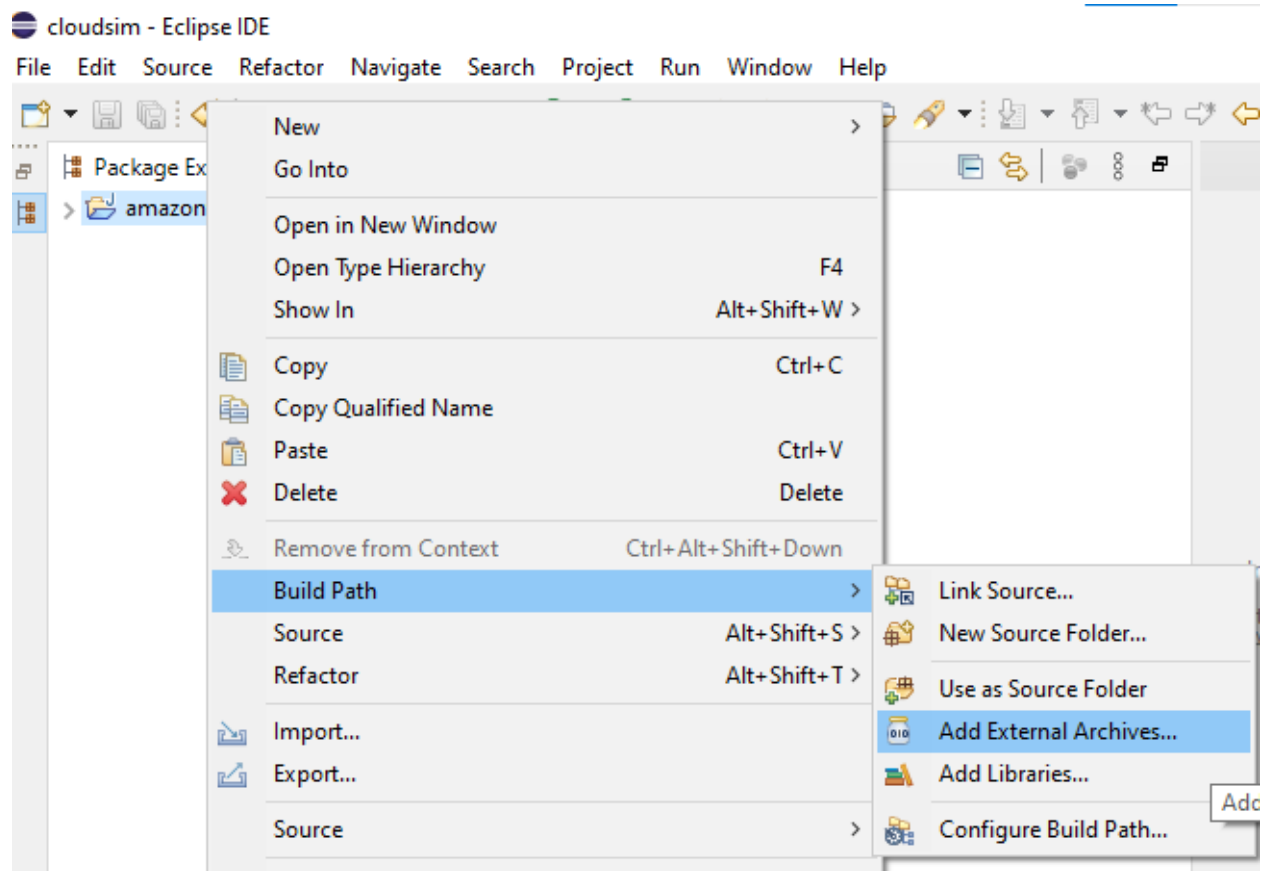 cloudsim - Eclipse IDE
File Edit Source Refactor Navigate Search Project Run Window Help
Package Ex
amazon
New
Go Into
Open in New Window
Open Type Hierarchy F4
Show In Alt+Shift+W >
Copy Ctrl+C
Copy Qualified Name
Paste Ctrl+V
Delete Delete
Remove from Context Ctrl+Alt+Shift+Down
Build Path
Source Alt+Shift+S >
Refactor Alt+Shift+T >
Import...
Export...
Source
Link Source...
New Source Folder...
Use as Source Folder
Add External Archives...
Add Libraries...
Configure Build Path...
Add